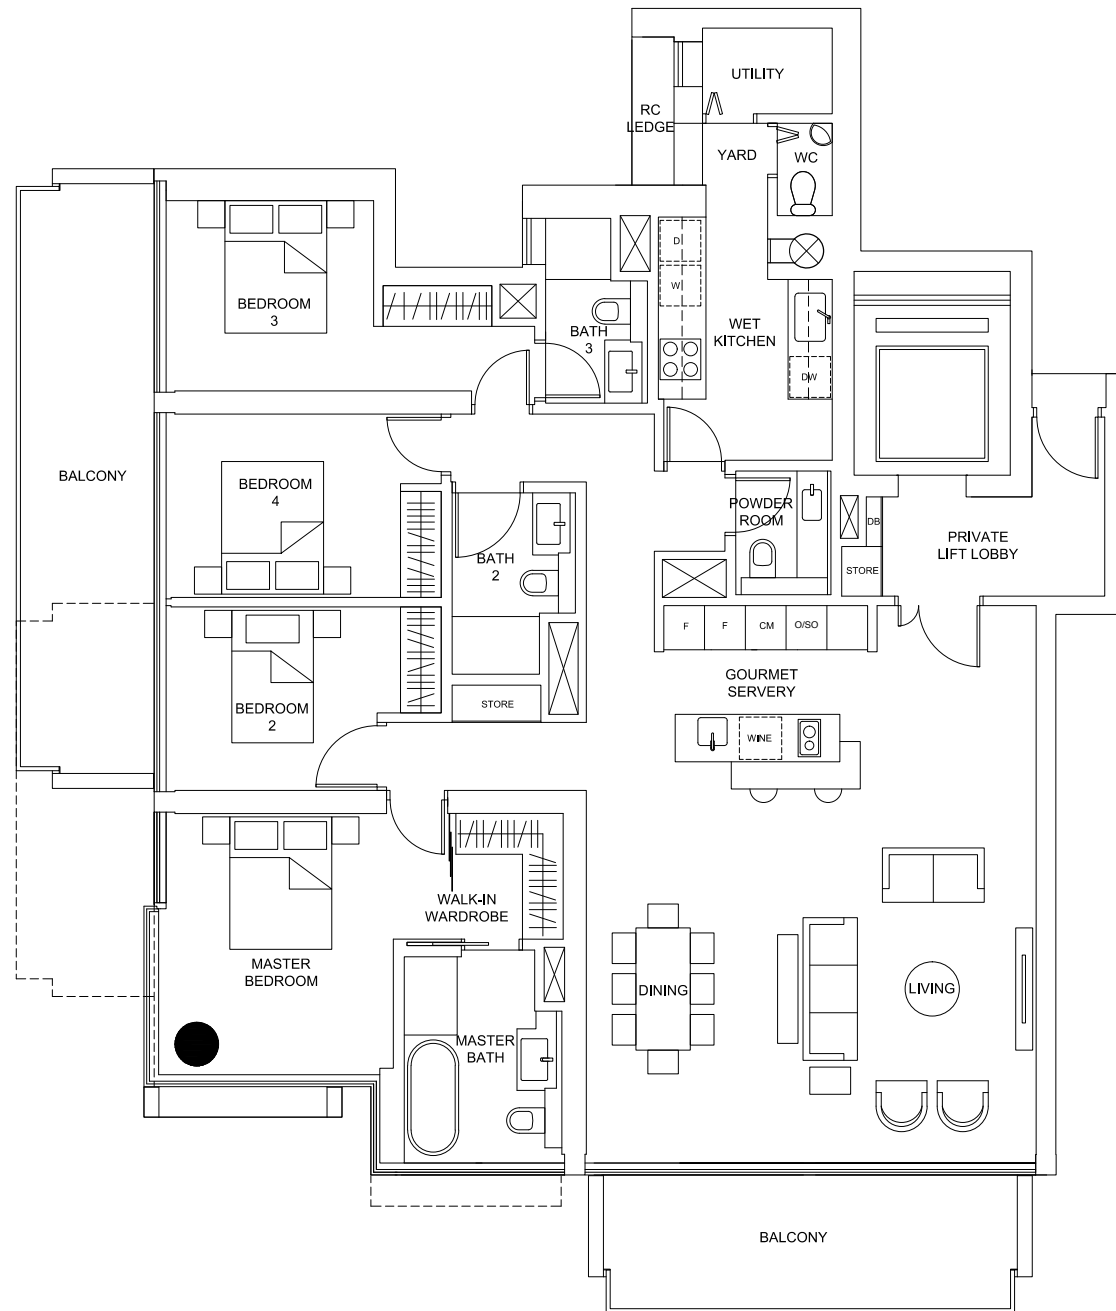 UTILITY
RC
LEDGE
YARD
WC
D
W
BEDROOM
3
BATH
3
WET
KITCHEN
DW
BALCONY
BEDROOM
4
POWDER
ROOM
DB
PRIVATE
LIFT LOBBY
BATH
2
STORE
F
F
CM
O/SO
GOURMET
SERVERY
BEDROOM
2
STORE
WINE
WALK-IN
WARDROBE
MASTER
BEDROOM
DINING
LIVING
MASTER
BATH
BALCONY